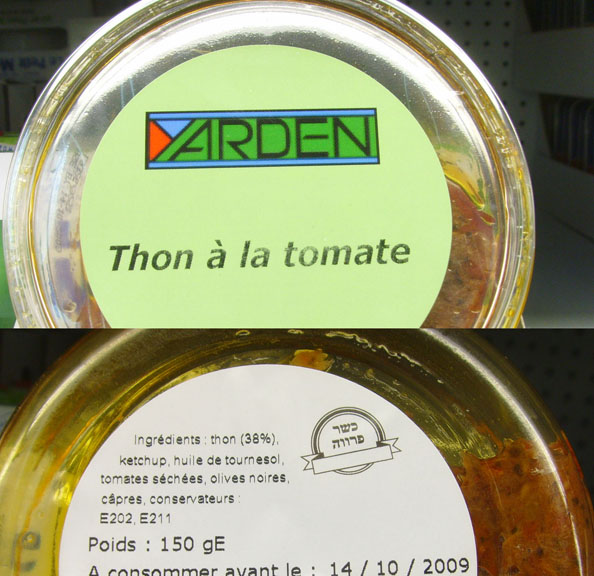 YARDEN
Thon à la tomate
כשר
פרווה
Ingrédients : thon (38%),
ketchup, huile de tournesol,
tomates séchées, olives noires,
câpres, conservateurs :
E202, E211
Poids : 150 gE
A consommer avant le : 14 / 10 / 2009